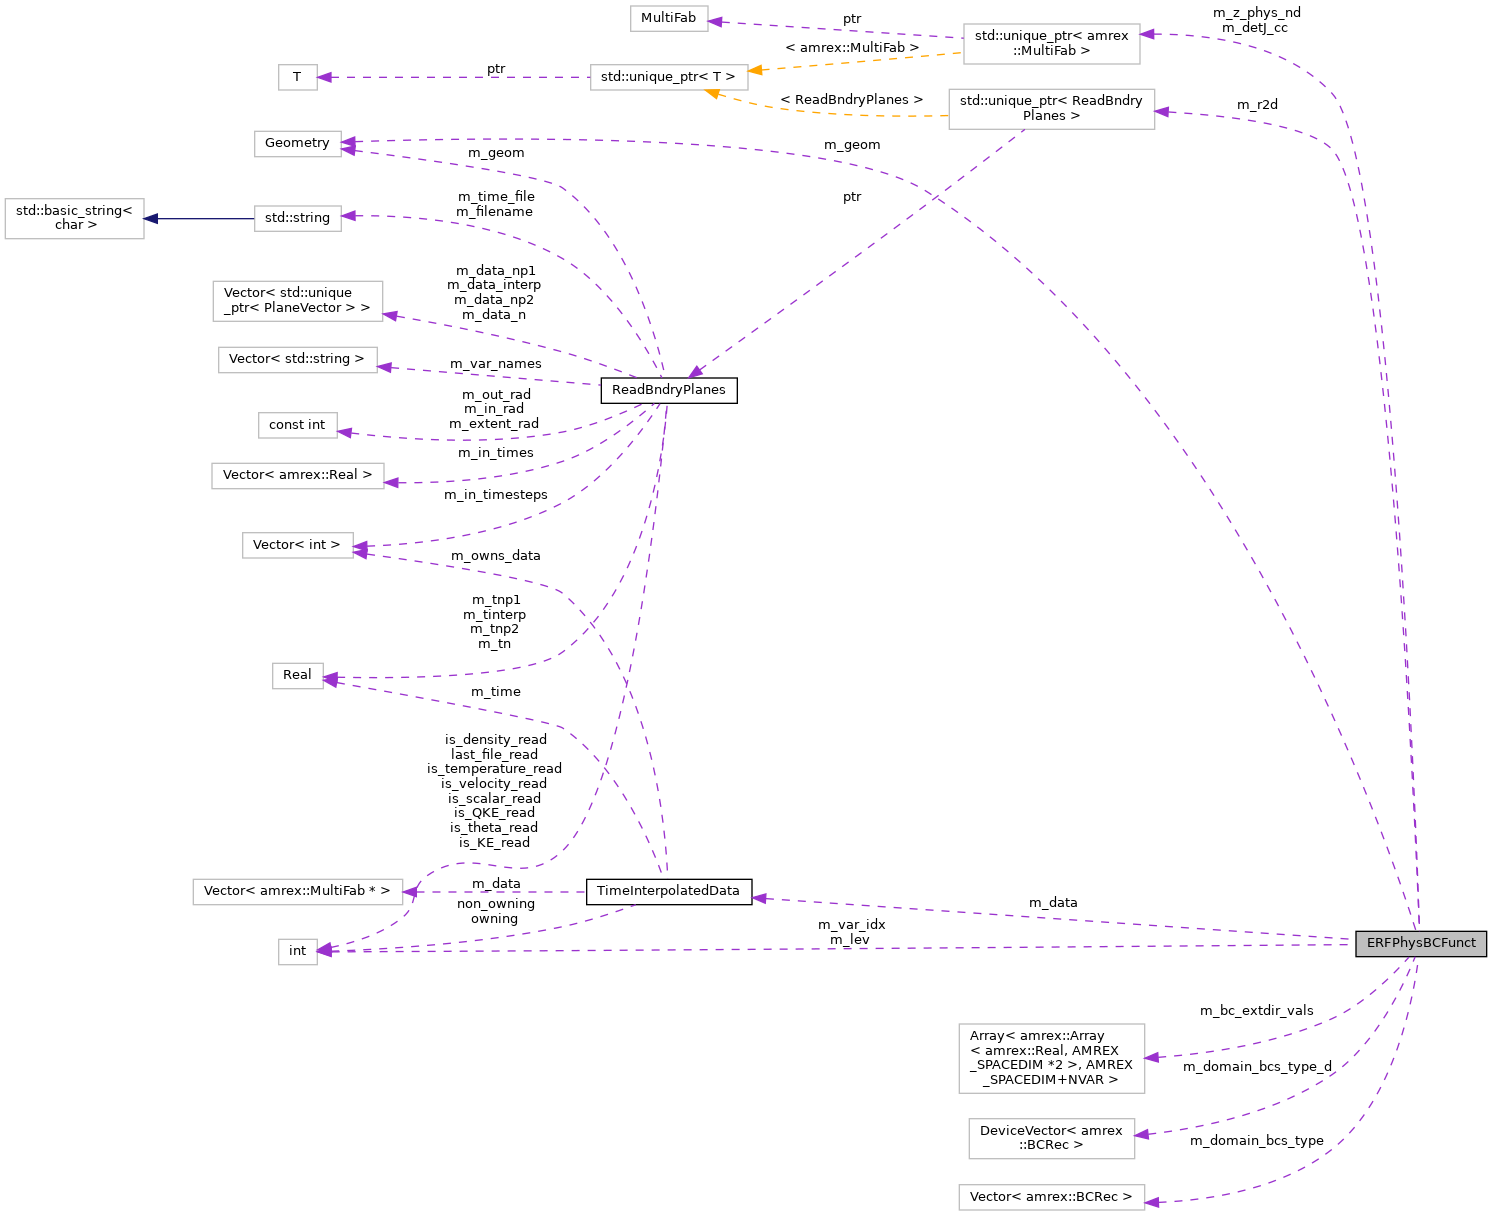 MultiFab
ptr
std::unique_ptr< amrex
::MultiFab >
m_z_phys_nd
m_detJ_cc
< amrex::MultiFab >
T
ptr
std::unique_ptr< T >
< ReadBndryPlanes >
std::unique_ptr< ReadBndry
Planes >
m_r2d
Geometry
m_geom
m_geom
ptr
std::basic_string<
char >
std::string
m_time_file
m_filename
Vector< std::unique
_ptr< PlaneVector > >
m_data_np1
m_data_interp
m_data_np2
m_data_n
Vector< std::string >
m_var_names
ReadBndryPlanes
const int
m_out_rad
m_in_rad
m_extent_rad
Vector< amrex::Real >
m_in_times
m_in_timesteps
Vector< int >
m_owns_data
m_tnp1
m_tinterp
m_tnp2
m_tn
Real
m_time
is_density_read
last_file_read
is_temperature_read
is_velocity_read
is_scalar_read
is_QKE_read
is_theta_read
is_KE_read
Vector< amrex::MultiFab * >
m_data
TimeInterpolatedData
non_owning
owning
m_data
int
m_var_idx
m_lev
ERFPhysBCFunct
m_bc_extdir_vals
Array< amrex::Array
< amrex::Real, AMREX
_SPACEDIM *2 >, AMREX
_SPACEDIM+NVAR >
m_domain_bcs_type_d
DeviceVector< amrex
::BCRec >
m_domain_bcs_type
Vector< amrex::BCRec >